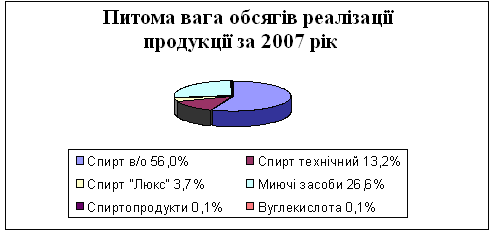 Питома вага обсягів реалізації
продукції за 2007 рік
Спирт в/о 56,0% Спирт технічний 13,2%
Спирт "Люкс" 3,7% Миючі засоби 26,6%
Спиртопродукти 0,1% Вуглекислота 0,1%